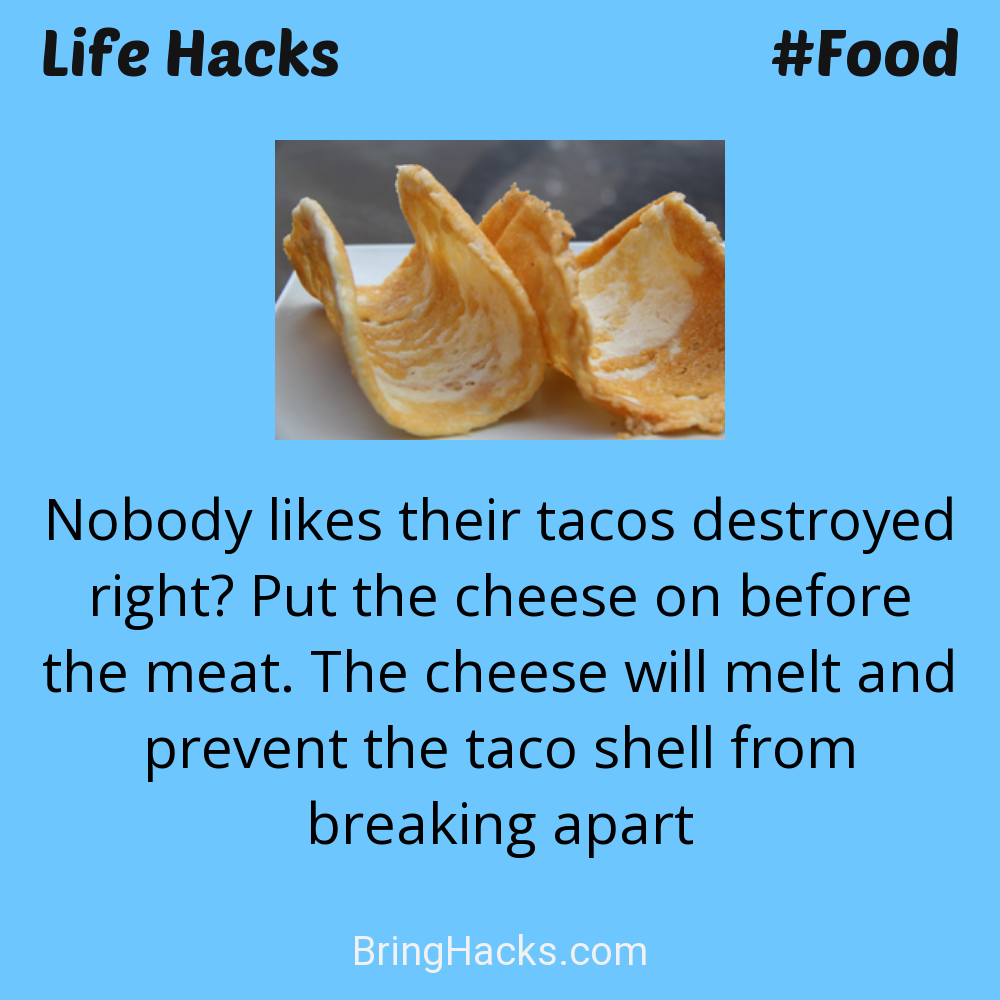 Life Hacks #Food
Nobody likes their tacos destroyed
right? Put the cheese on before
the meat. The cheese will melt and
prevent the taco shell from
breaking apart
BringHacks.com